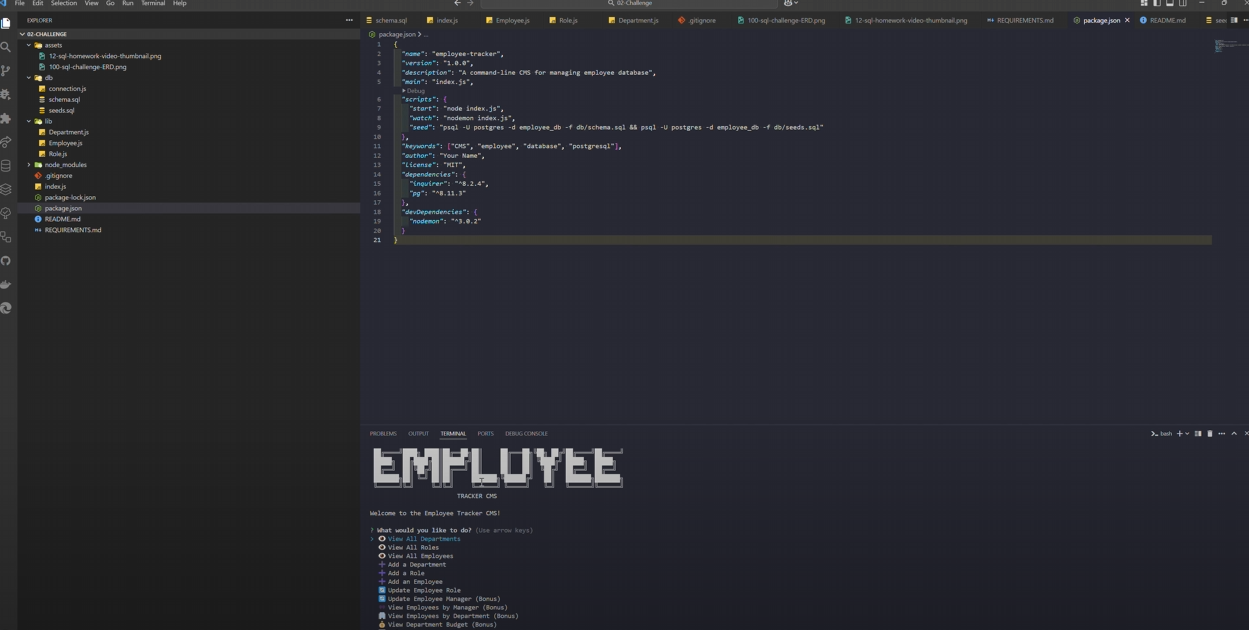 File Edit Selection View Go Run Terminal Help
02-Challenge
EXPLORER
02-CHALLENGE
assets
12-sql-homework-video-thumbnail.png
100-sql-challenge-ERD.png
db
connection.js
schema.sql
seeds.sql
lib
Department.js
Employee.js
Role.js
node_modules
.gitignore
index.js
package-lock.json
package.json
README.md
REQUIREMENTS.md
schema.sql index.js Employee.js Role.js Department.js .gitignore 100-sql-challenge-ERD.png 12-sql-homework-video-thumbnail.png REQUIREMENTS.md package.json README.md
package.json > ...
1 {
2 "name": "employee-tracker",
3 "version": "1.0.0",
4 "description": "A command-line CMS for managing employee database",
5 "main": "index.js",
Debug
6 "scripts": {
7 "start": "node index.js",
8 "watch": "nodemon index.js",
9 "seed": "psql -U postgres -d employee_db -f db/schema.sql && psql -U postgres -d employee_db -f db/seeds.sql"
10 },
11 "keywords": ["CMS", "employee", "database", "postgresql"],
12 "author": "Your Name",
13 "license": "MIT",
14 "dependencies": {
15 "inquirer": "^8.2.4",
16 "pg": "^8.11.3"
17 },
18 "devDependencies": {
19 "nodemon": "^3.0.2"
20 }
21 }
PROBLEMS OUTPUT TERMINAL PORTS DEBUG CONSOLE
bash
EMPLOYEE
TRACKER CMS
Welcome to the Employee Tracker CMS!
? What would you like to do? (Use arrow keys)
> View All Departments
View All Roles
View All Employees
+ Add a Department
+ Add a Role
+ Add an Employee
Update Employee Role
Update Employee Manager (Bonus)
View Employees by Manager (Bonus)
View Employees by Department (Bonus)
View Department Budget (Bonus)